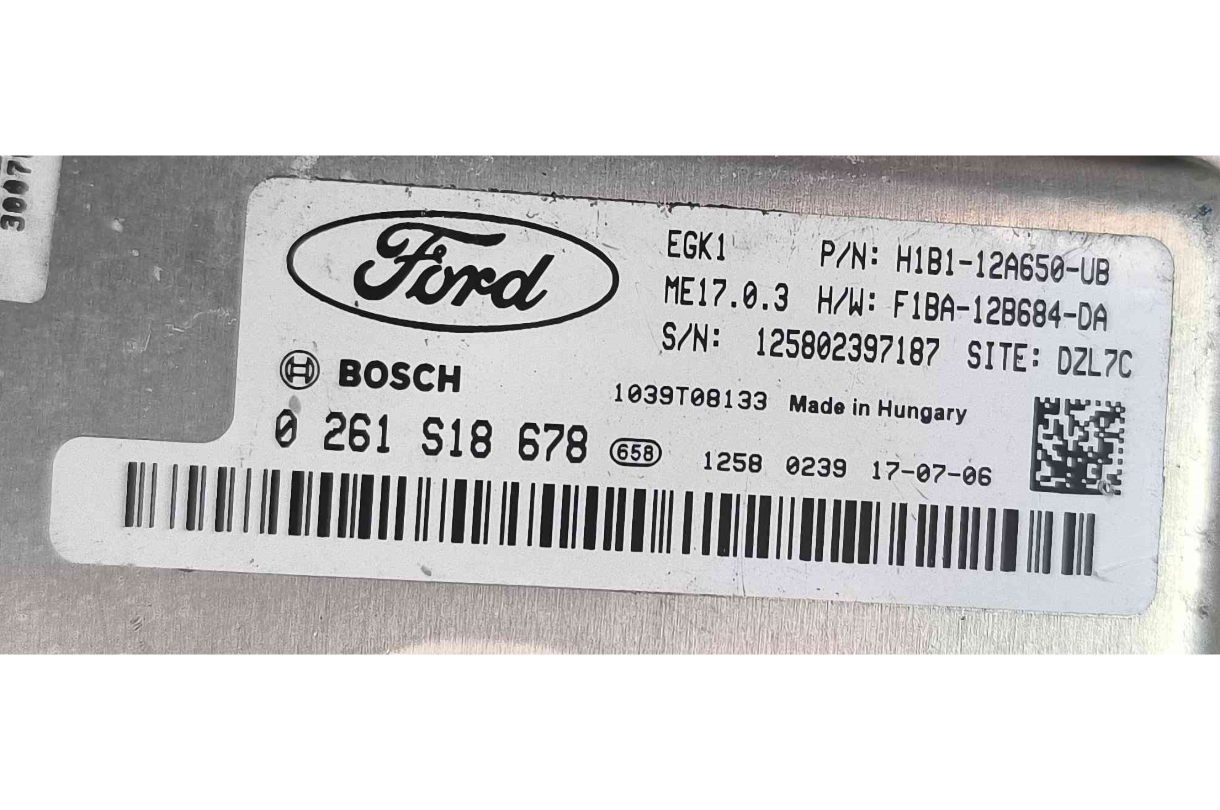 3007
Ford
EGK1 P/N: H1B1-12A650-UB
ME17.0.3 H/W: F1BA-12B684-DA
S/N: 125802397187 SITE: DZL7C
BOSCH
1039T08133 Made in Hungary
0 261 S18 678 658 1258 0239 17-07-06